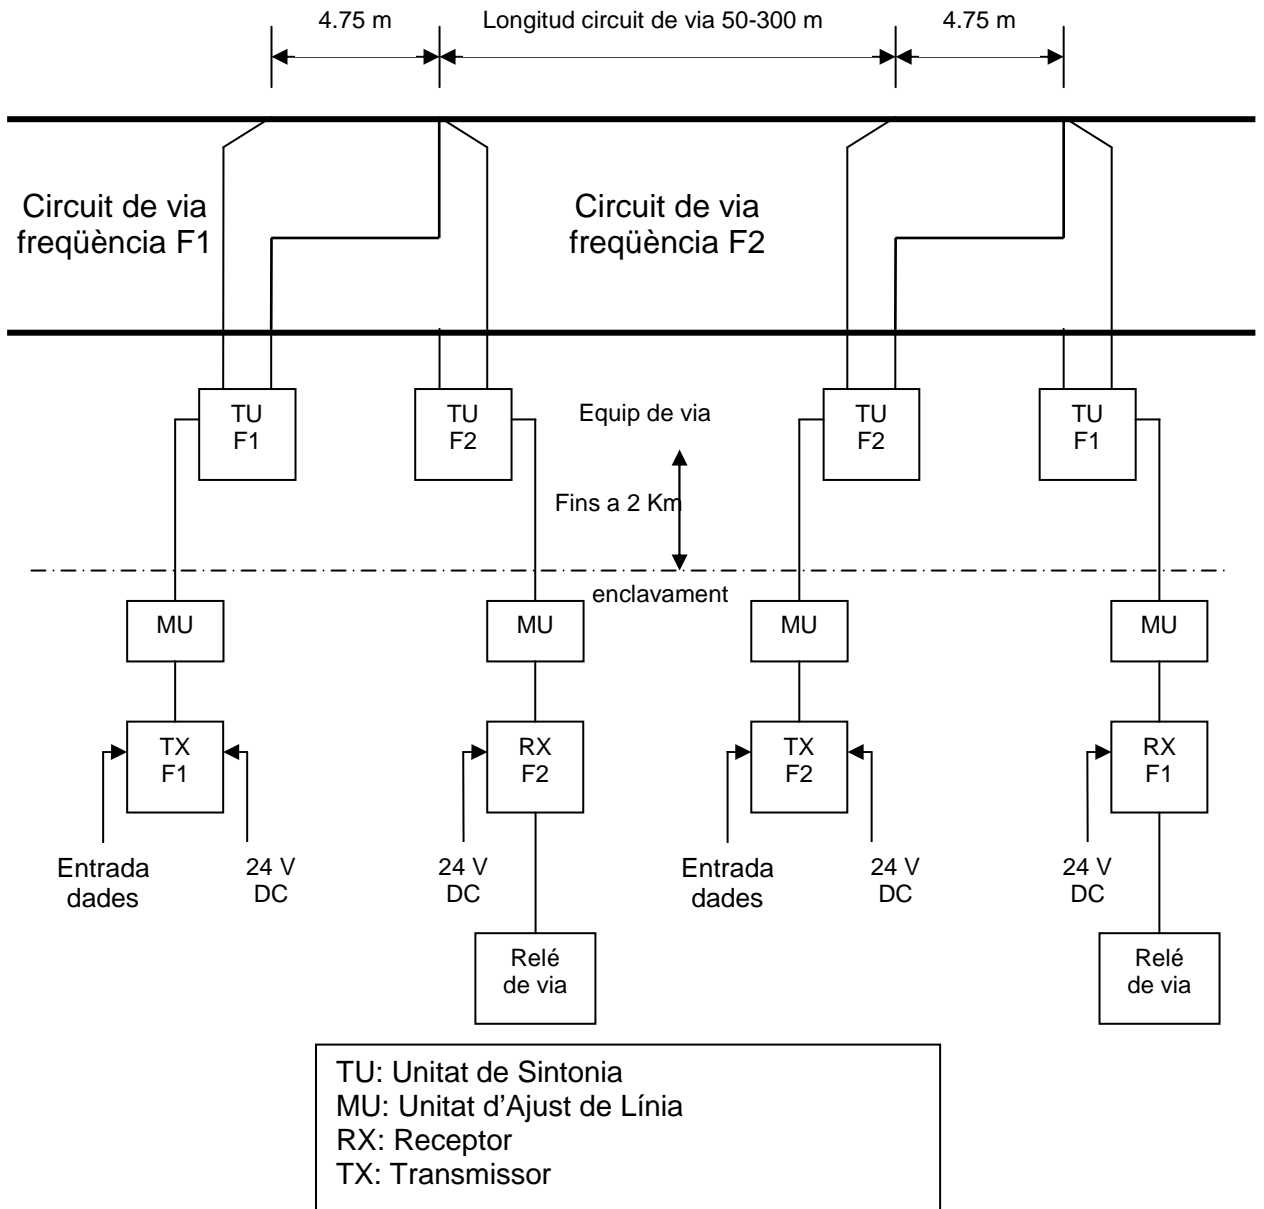 4.75 m
Longitud circuit de via 50-300 m
4.75 m
Circuit de via
freqüència F1
Circuit de via
freqüència F2
TU
F1
TU
F2
Equip de via
TU
F2
TU
F1
Fins a 2 Km
enclavament
MU
MU
MU
MU
TX
F1
RX
F2
TX
F2
RX
F1
Entrada
dades
24 V
DC
24 V
DC
Entrada
dades
24 V
DC
24 V
DC
Relé
de via
Relé
de via
TU: Unitat de Sintonia
MU: Unitat d'Ajust de Línia
RX: Receptor
TX: Transmissor